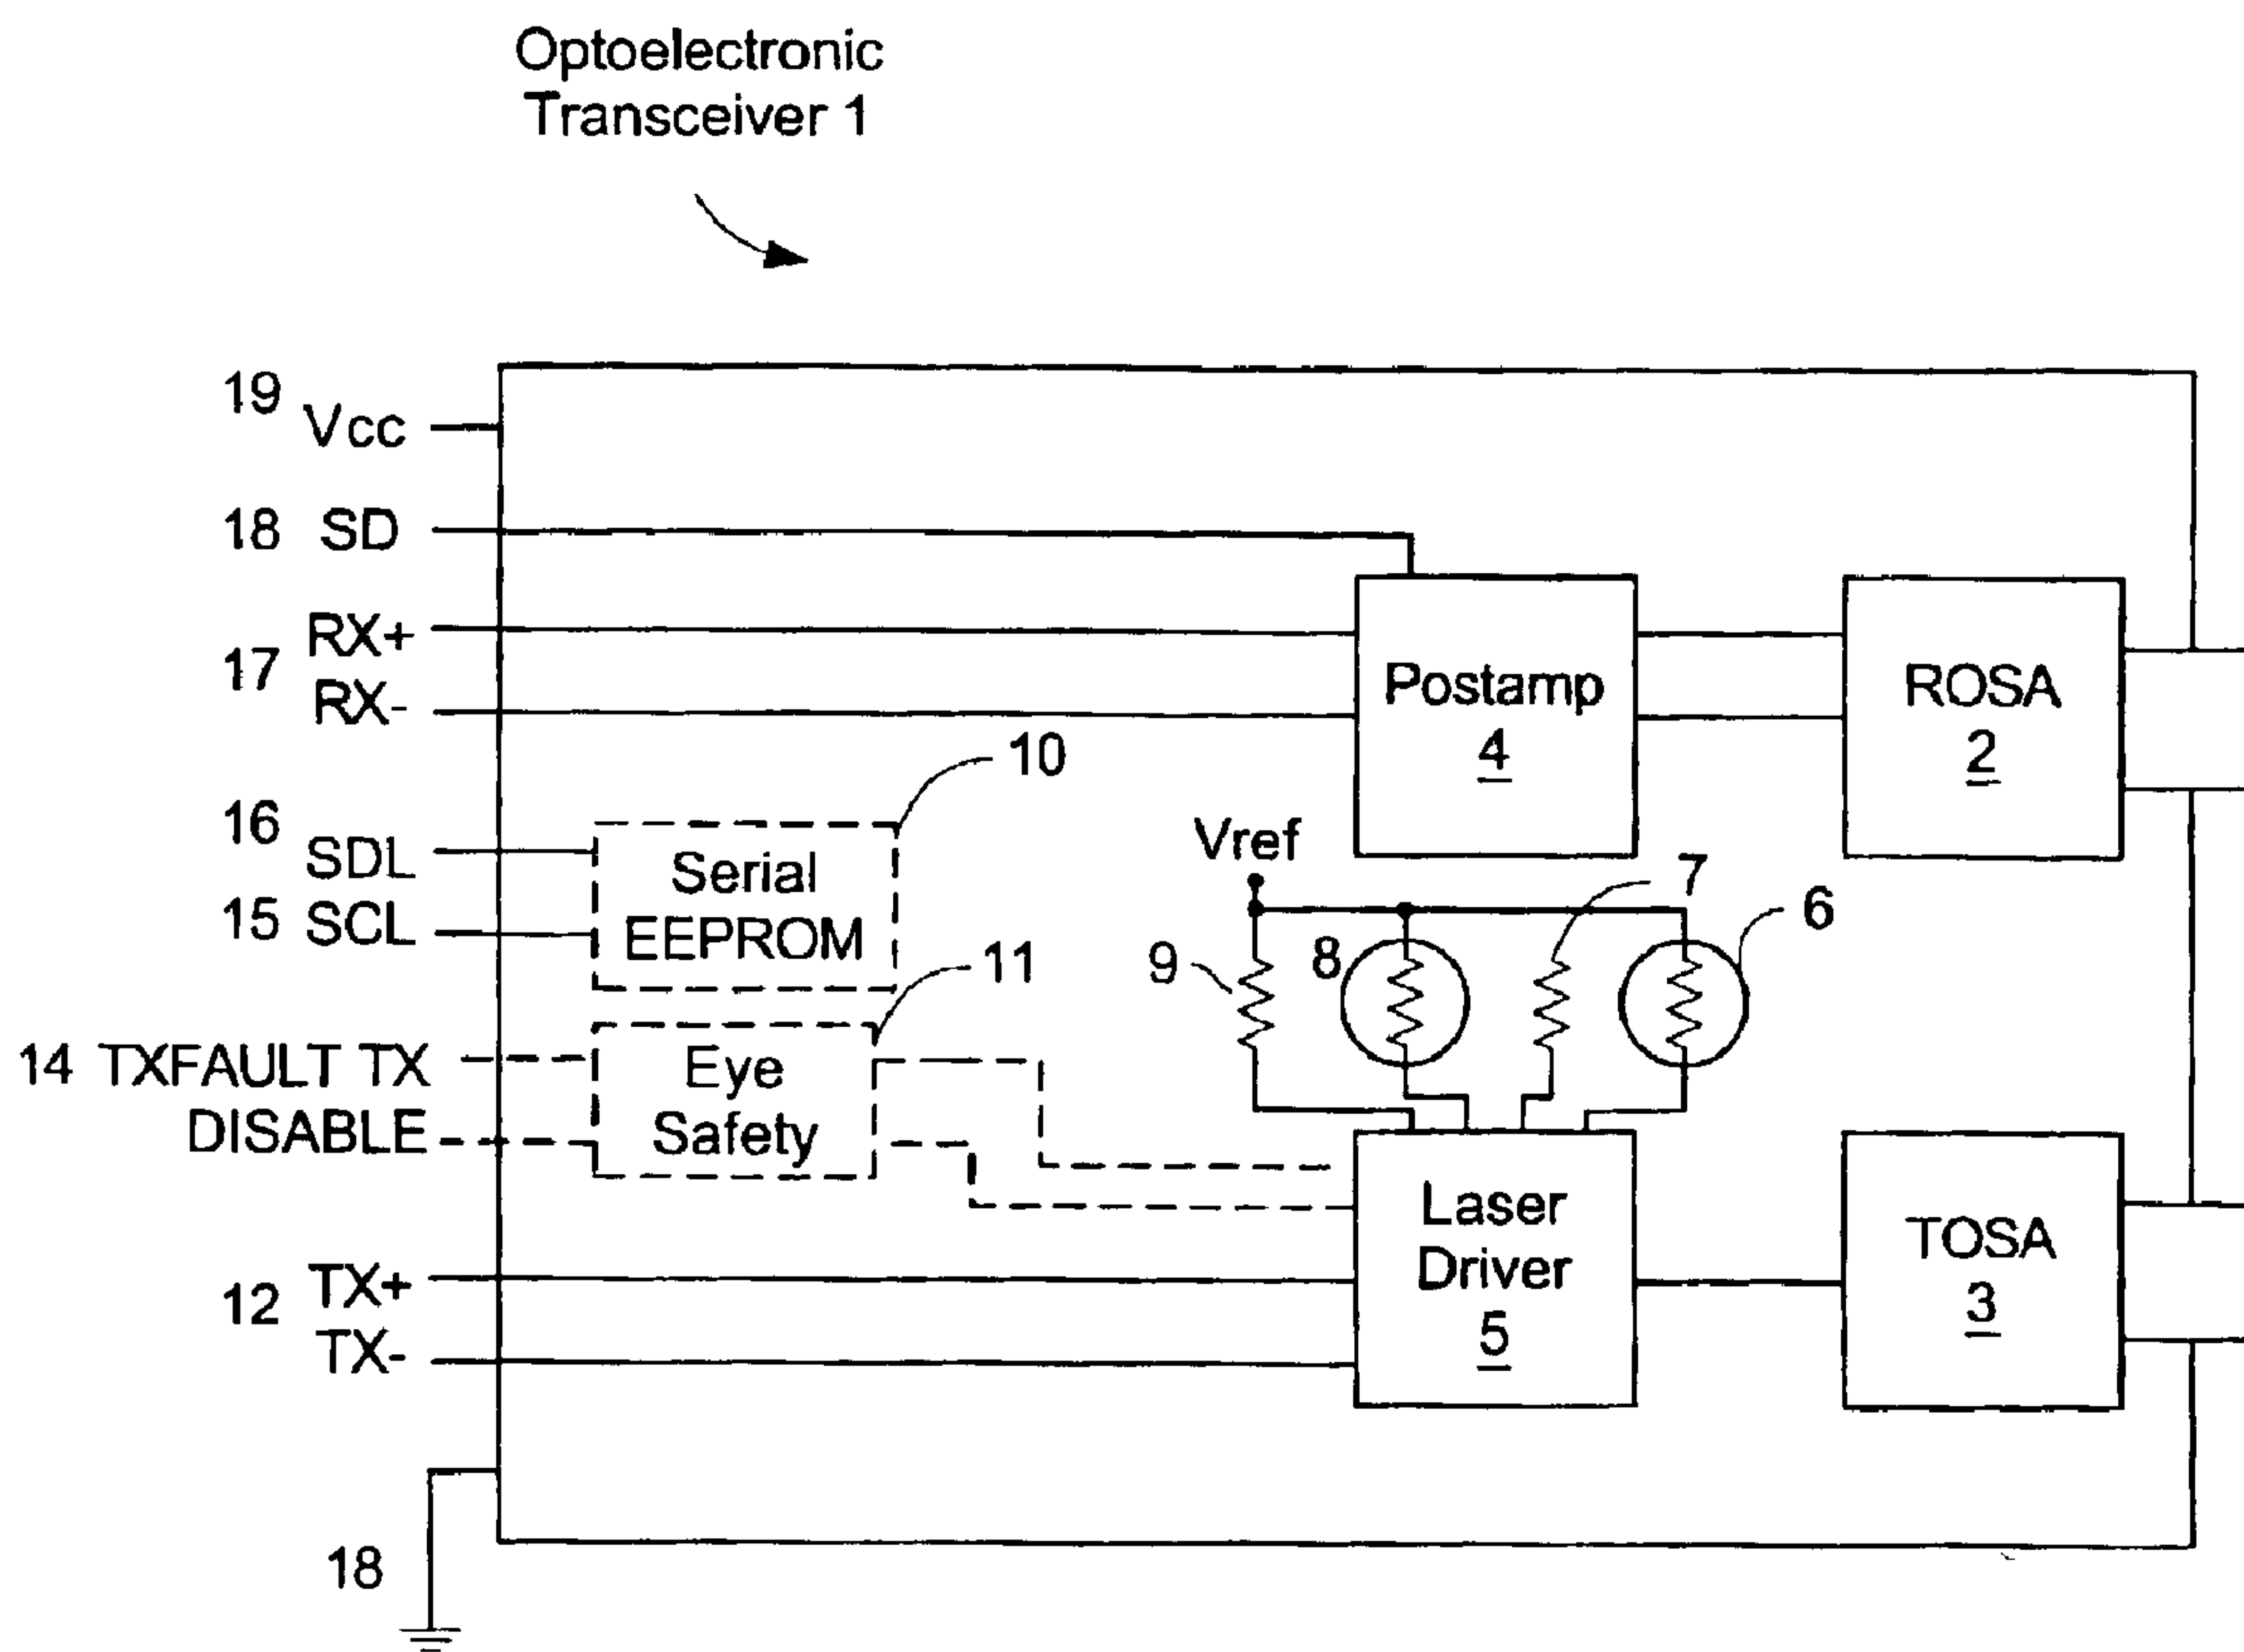 Optoelectronic
Transceiver 1
19
Vcc
18 SD
RX+
17
RX-
Postamp
4
ROSA
2
10
16
SDL
15 SCL
Serial
EEPROM
Vref
7
6
8
9
11
14 TXFAULT TX
DISABLE
Eye
Safety
Laser
Driver
5
TOSA
3
TX+
12
TX-
18